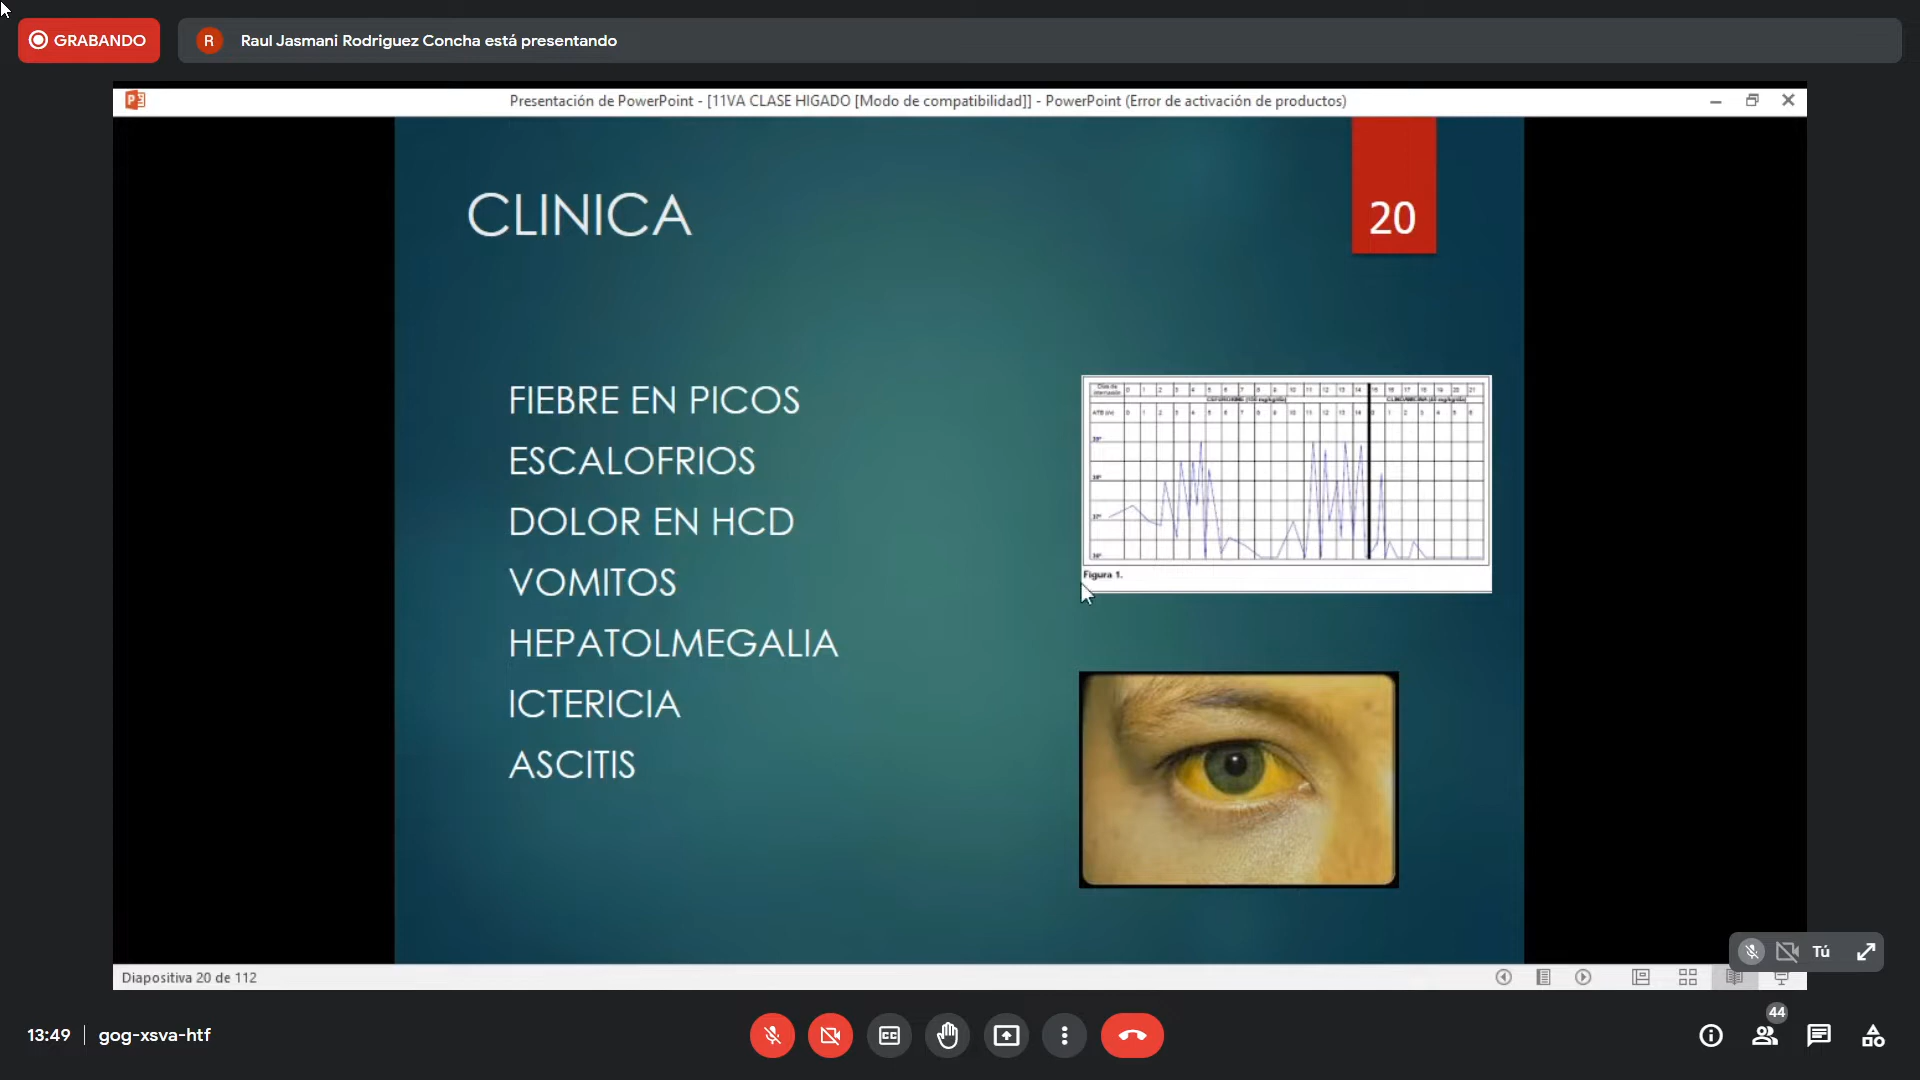 GRABANDO
R
Raul Jasmani Rodriguez Concha está presentando
Presentación de PowerPoint - [11VA CLASE HIGADO [Modo de compatibilidad]] - PowerPoint (Error de activación de productos)
CLINICA
20
FIEBRE EN PICOS
ESCALOFRIOS
DOLOR EN HCD
VOMITOS
HEPATOLMEGALIA
ICTERICIA
ASCITIS
Figura 1.
Tú
Diapositiva 20 de 112
13:49
gog-xsva-htf
44